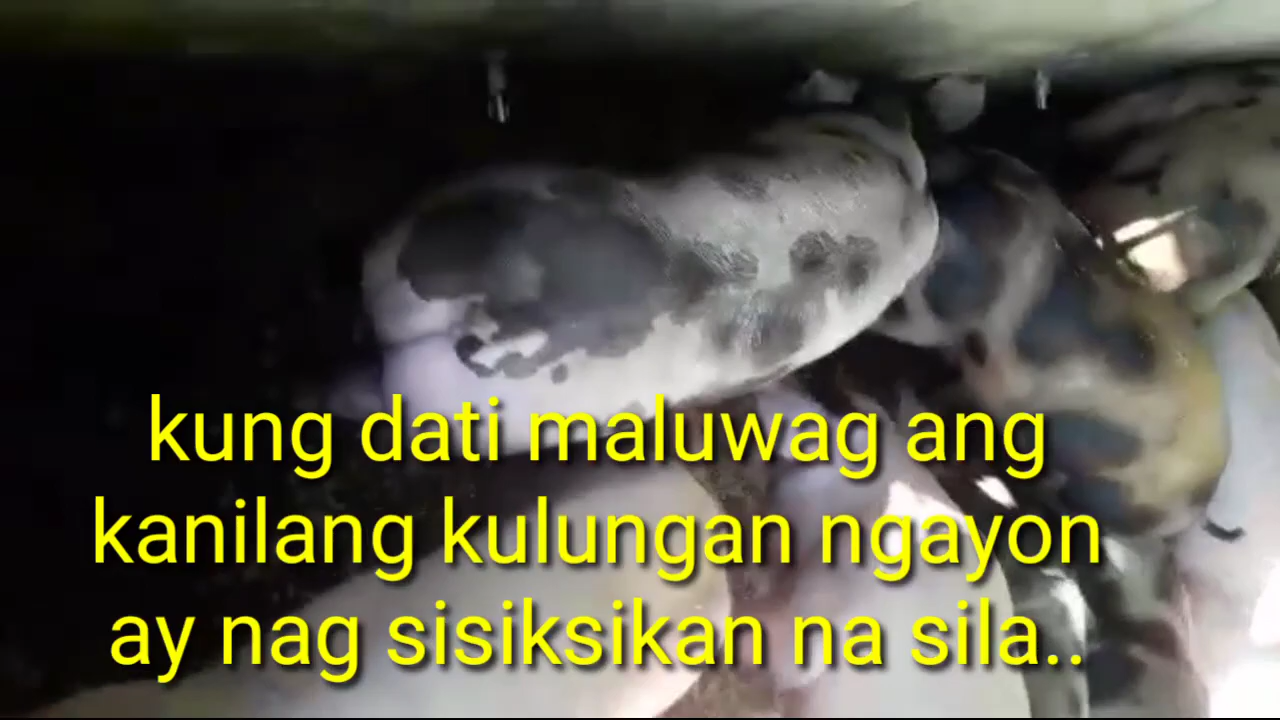 kung dati maluwag ang
kanilang kulungan ngayon
ay nag sisiksikan na sila..